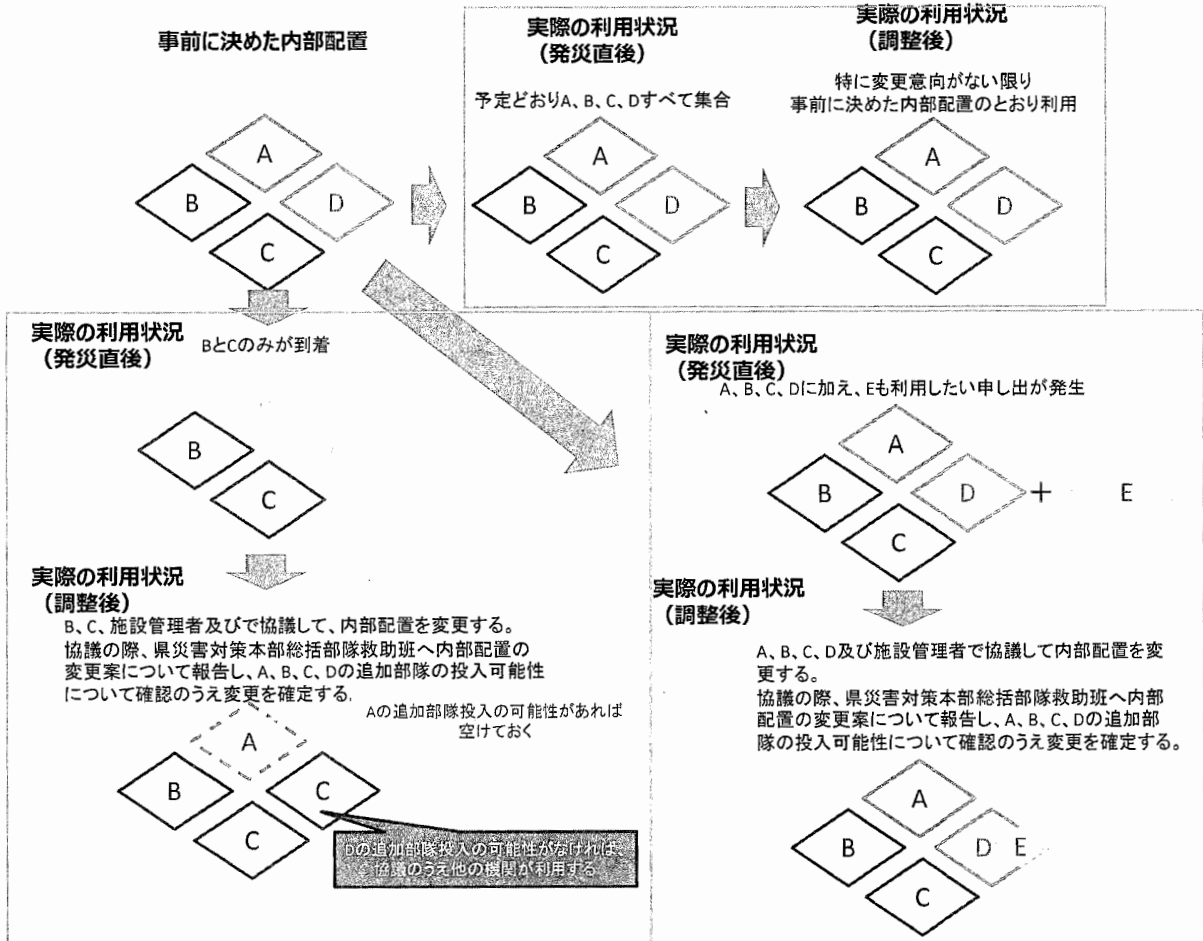 事前に決めた内部配置
A
B
D
C
実際の利用状況
（発災直後）
予定どおりA、B、C、Dすべて集合
A
B
D
C
実際の利用状況
（調整後）
特に変更意向がない限り
事前に決めた内部配置のとおり利用
A
B
D
C
実際の利用状況
（発災直後）
BとCのみが到着
B
C
実際の利用状況
（調整後）
B、C、施設管理者及びで協議して、内部配置を変更する。
協議の際、県災害対策本部総括部隊救助班へ内部配置の
変更案について報告し、A、B、C、Dの追加部隊の投入可能性
について確認のうえ変更を確定する。
Aの追加部隊投入の可能性があれば
空けておく
A
B
C
C
Dの追加部隊投入の可能性がなければ、
協議のうえ他の機関が利用する
実際の利用状況
（発災直後）
A、B、C、Dに加え、Eも利用したい申し出が発生
A
B
D
+
E
C
実際の利用状況
（調整後）
A、B、C、D及び施設管理者で協議して内部配置を変
更する。
協議の際、県災害対策本部総括部隊救助班へ内部
配置の変更案について報告し、A、B、C、Dの追加部
隊の投入可能性について確認のうえ変更を確定する。
A
B
D E
C